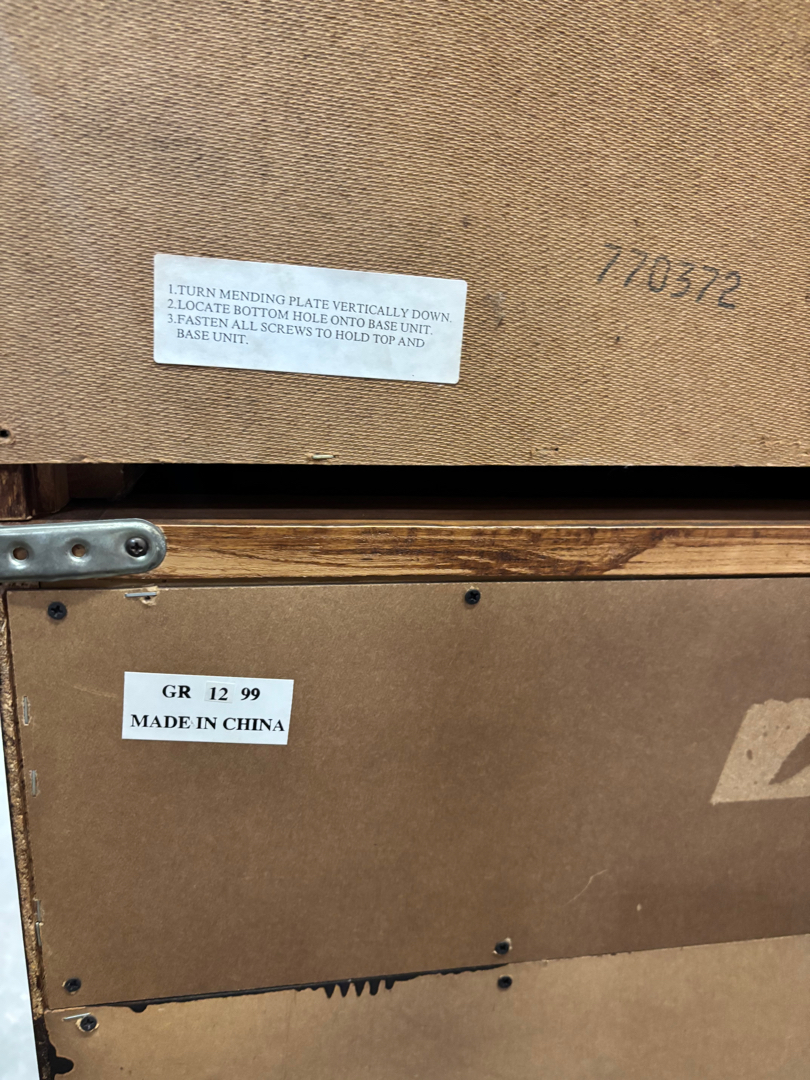 770372
1.TURN MENDING PLATE VERTICALLY DOWN.
2.LOCATE BOTTOM HOLE ONTO BASE UNIT.
3.FASTEN ALL SCREWS TO HOLD TOP AND
BASE UNIT.
GR 12 99
MADE IN CHINA